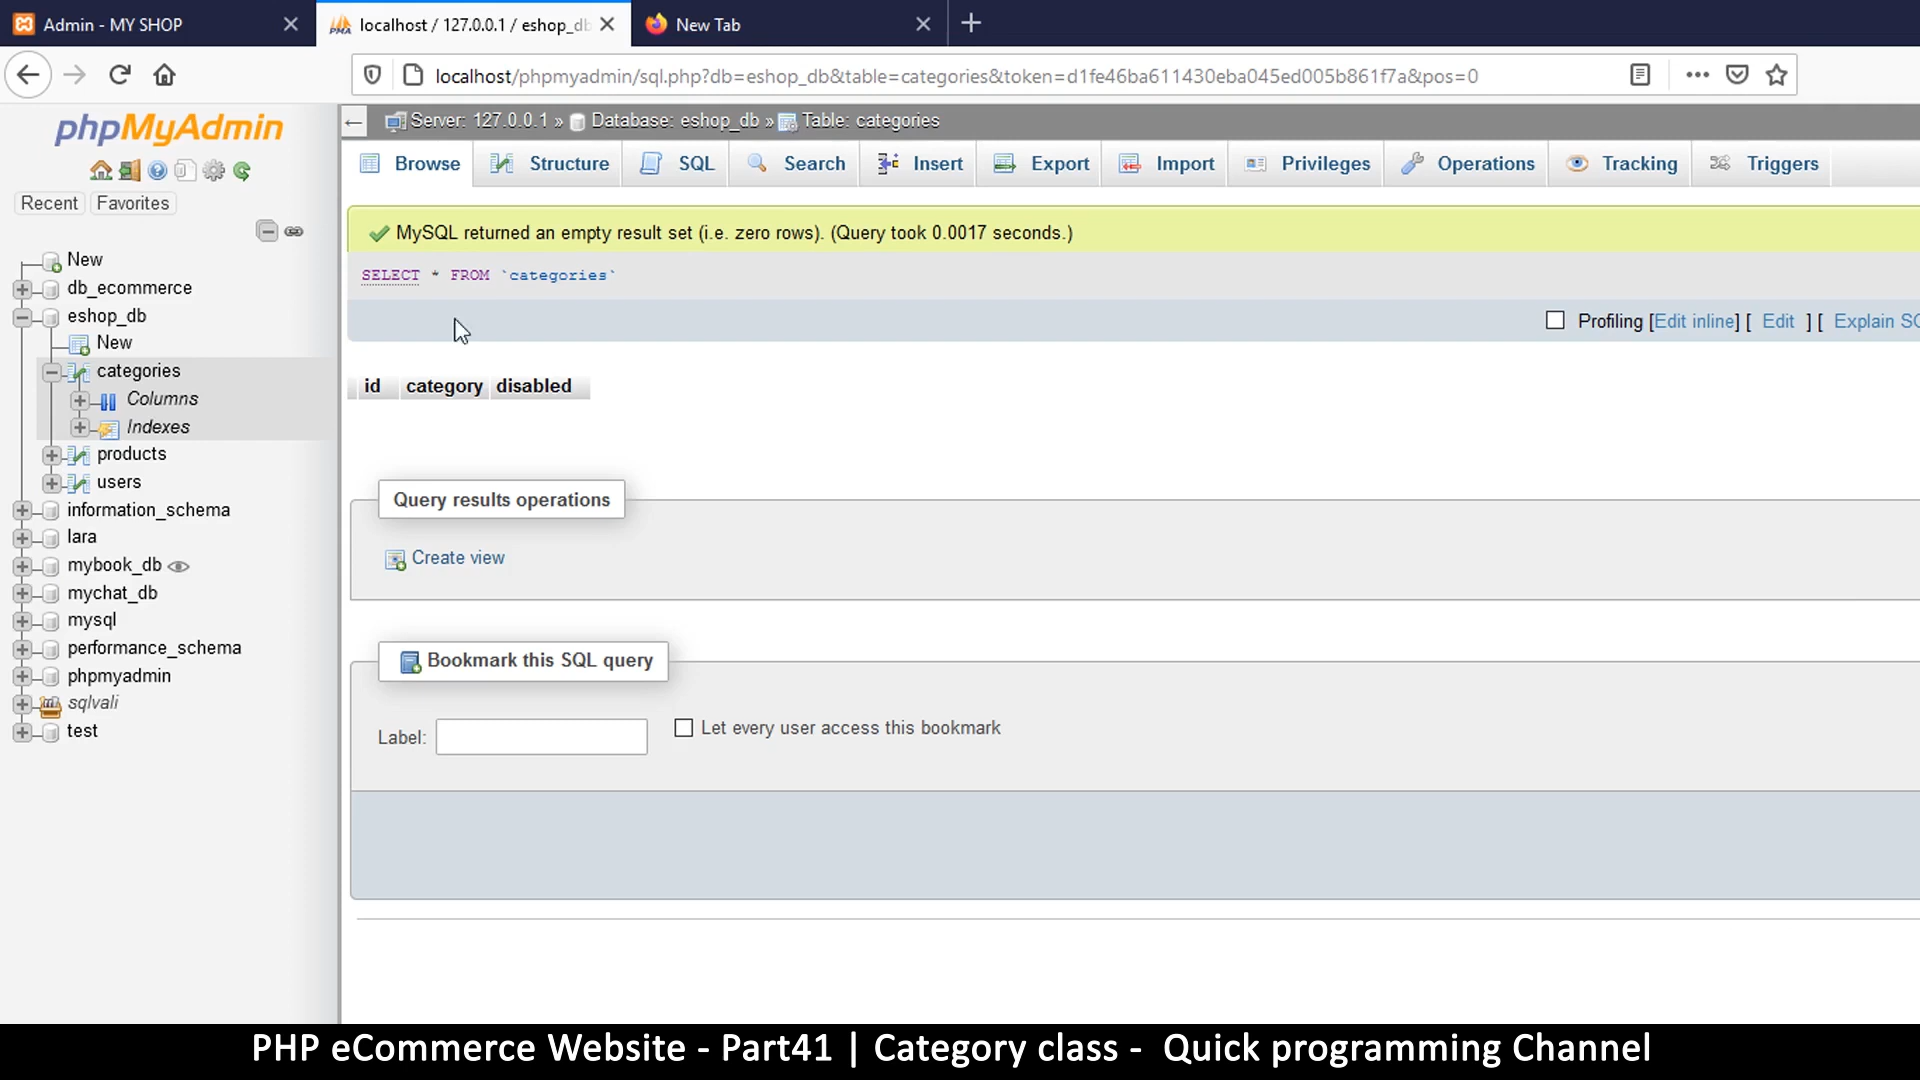 Admin - MY SHOP
localhost / 127.0.0.1 / eshop_db
New Tab
localhost/phpmyadmin/sql.php?db=eshop_db&table=categories&token=d1fe46ba611430eba045ed005b861f7a&pos=0
phpMyAdmin
Recent
Favorites
New
db_ecommerce
eshop_db
New
categories
Columns
Indexes
products
users
information_schema
lara
mybook_db
mychat_db
mysql
performance_schema
phpmyadmin
sqlvali
test
Server: 127.0.0.1 » Database: eshop_db » Table: categories
Browse
Structure
SQL
Search
Insert
Export
Import
Privileges
Operations
Tracking
Triggers
MySQL returned an empty result set (i.e. zero rows). (Query took 0.0017 seconds.)
SELECT * FROM `categories`
Profiling [Edit inline] [ Edit ] [ Explain SQ
id category disabled
Query results operations
Create view
Bookmark this SQL query
Label:
Let every user access this bookmark
PHP eCommerce Website - Part41 | Category class - Quick programming Channel